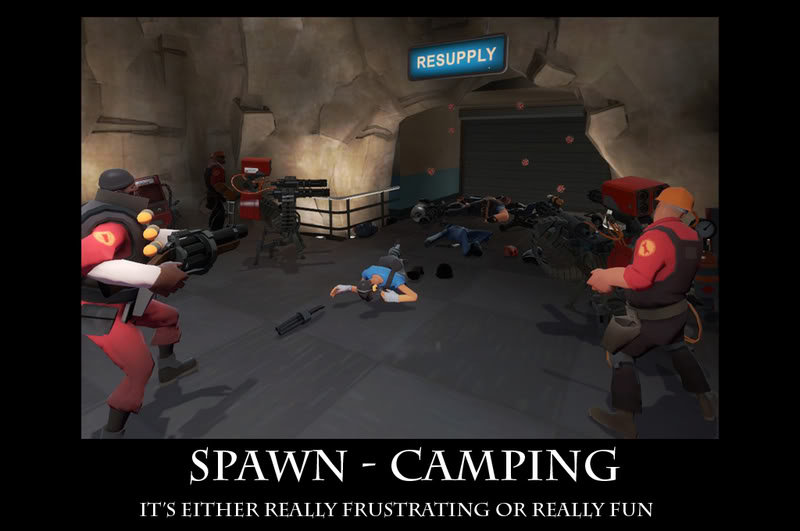 RESUPPLY
SPAWN - CAMPING
IT'S EITHER REALLY FRUSTRATING OR REALLY FUN